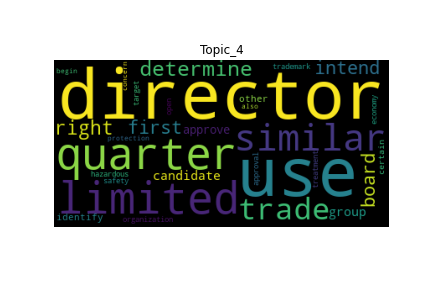 Topic_4
begin concern determine trademark intend
director
target other also economy
right first approve similar
protection
quarter use board certain
hazardous safety candidate approval treatment
limited trade group
identify organization